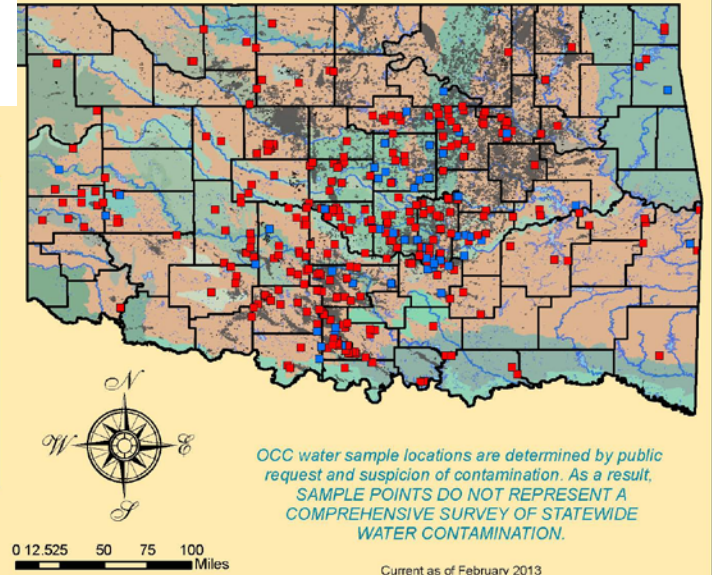 N
W E
S
OCC water sample locations are determined by public
request and suspicion of contamination. As a result,
SAMPLE POINTS DO NOT REPRESENT A
COMPREHENSIVE SURVEY OF STATEWIDE
WATER CONTAMINATION.
0 12.525 50 75 100
Miles
Current as of February 2013